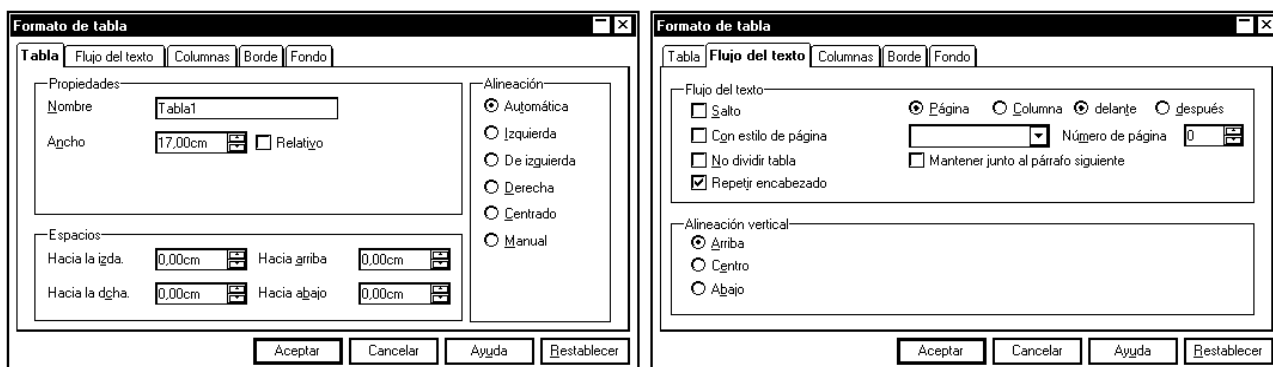 Formato de tabla
Tabla Flujo del texto Columnas Borde Fondo
Propiedades
Nombre Tabla1
Ancho 17,00cm Relativo
Espacios
Hacia la izda. 0,00cm Hacia arriba 0,00cm
Hacia la dcha. 0,00cm Hacia abajo 0,00cm
Alineación
Automática
Izquierda
De izguierda
Derecha
Centrado
Manual
Aceptar Cancelar Ayuda Restablecer
Formato de tabla
Tabla Flujo del texto Columnas Borde Fondo
Flujo del texto
Salto Página Columna delante después
Con estilo de página Número de página 0
No dividir tabla Mantener junto al párrafo siguiente
Repetir encabezado
Alineación vertical
Arriba
Centro
Abajo
Aceptar Cancelar Ayuda Restablecer